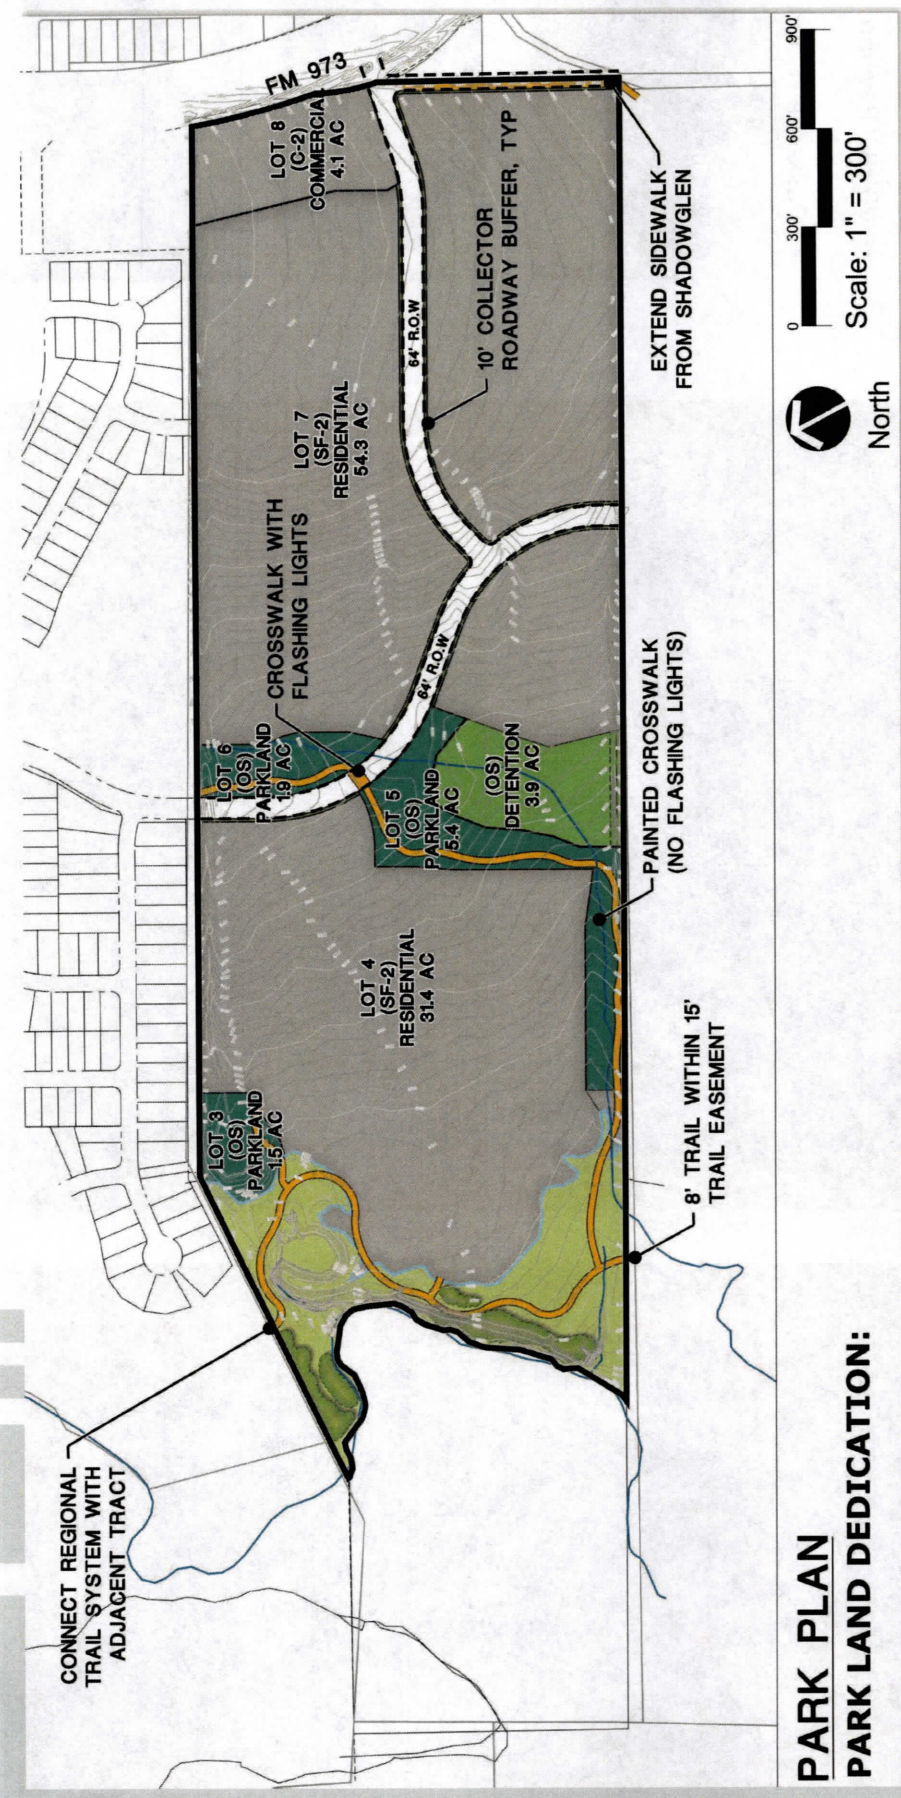 CONNECT REGIONAL
TRAIL SYSTEM WITH
ADJACENT TRACT
LOT 3
(OS)
PARKLAND
1.5 AC
LOT 4
(SF-2)
RESIDENTIAL
31.4 AC
LOT 6
(OS)
PARKLAND
1.9 AC
CROSSWALK WITH
FLASHING LIGHTS
LOT 5
(OS)
PARKLAND
5.4 AC
(OS)
DETENTION
3.9 AC
64' R.O.W
LOT 7
(SF-2)
RESIDENTIAL
54.3 AC
64' R.O.W
LOT 8
(C-2)
COMMERCIAL
4.1 AC
FM 973
10' COLLECTOR
ROADWAY BUFFER, TYP
8' TRAIL WITHIN 15'
TRAIL EASEMENT
PAINTED CROSSWALK
(NO FLASHING LIGHTS)
EXTEND SIDEWALK
FROM SHADOWGLEN
PARK PLAN
PARK LAND DEDICATION:
North
0 300' 600' 900'
Scale: 1" = 300'